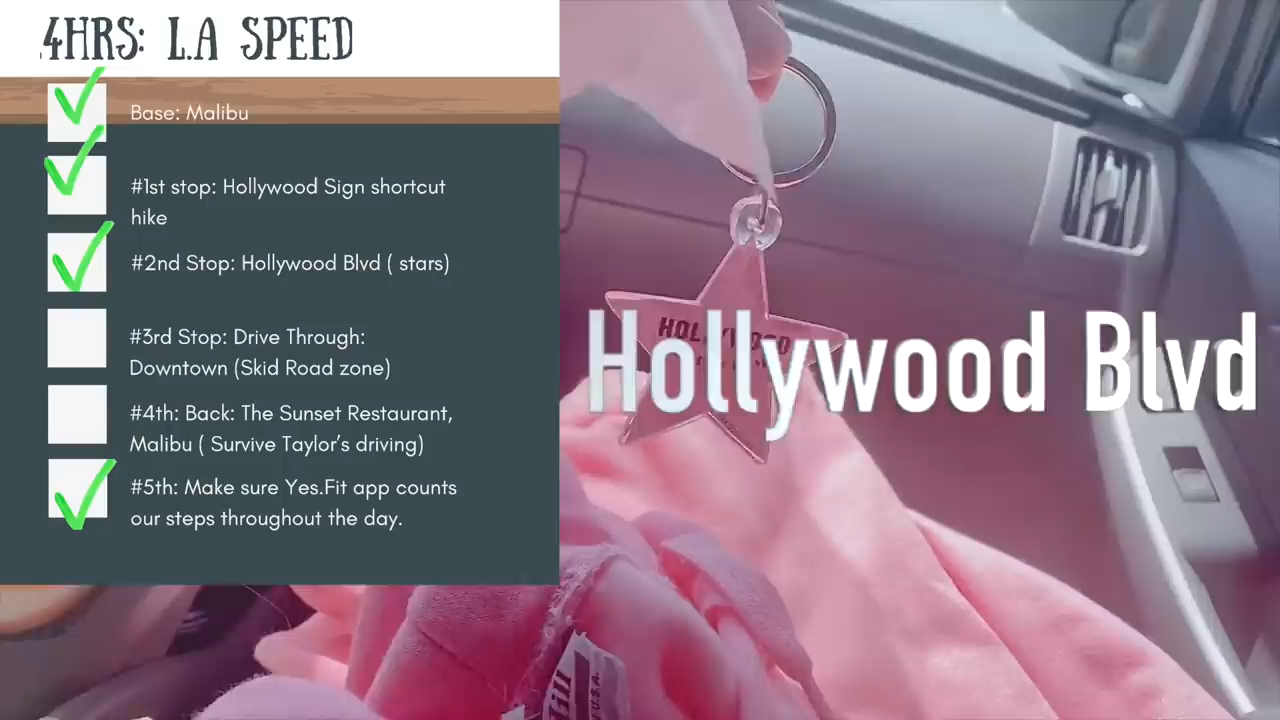 4HRS: L.A SPEED
Base: Malibu
#1st stop: Hollywood Sign shortcut
hike
#2nd Stop: Hollywood Blvd ( stars)
#3rd Stop: Drive Through:
Downtown (Skid Road zone)
#4th: Back: The Sunset Restaurant,
Malibu ( Survive Taylor’s driving)
#5th: Make sure Yes.Fit app counts
our steps throughout the day.
HOLLYWOOD
Hollywood Blvd
U.S.A.